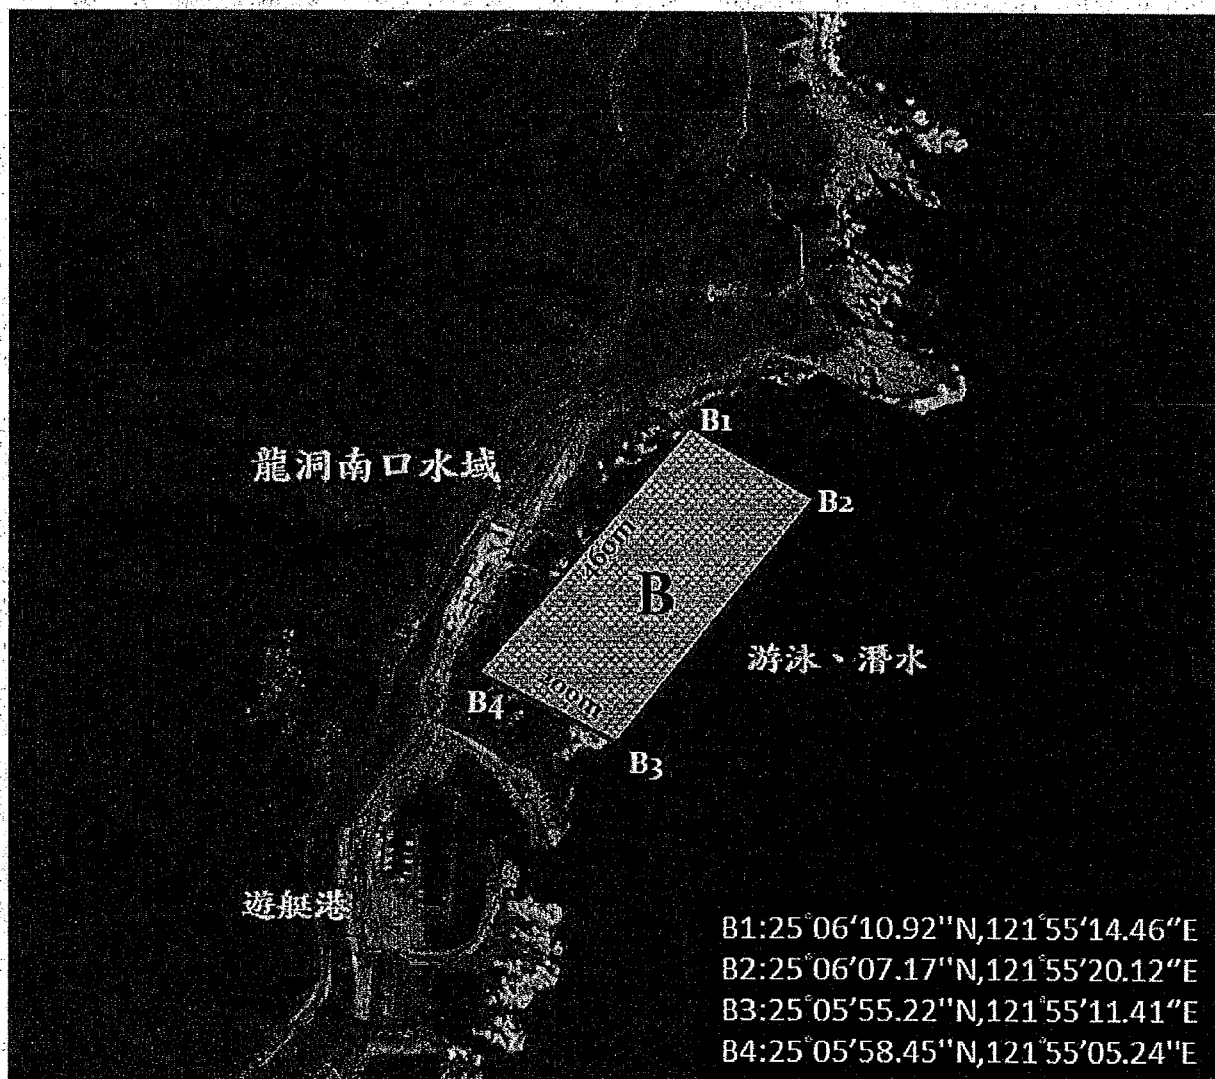 B1
龍洞南口水域
B2
460m
B
游泳、潛水
B4
200m
B3
遊艇港
B1:25°06'10.92"N,121°55'14.46"E
B2:25°06'07.17"N,121°55'20.12"E
B3:25°05'55.22"N,121°55'11.41"E
B4:25°05'58.45"N,121°55'05.24"E